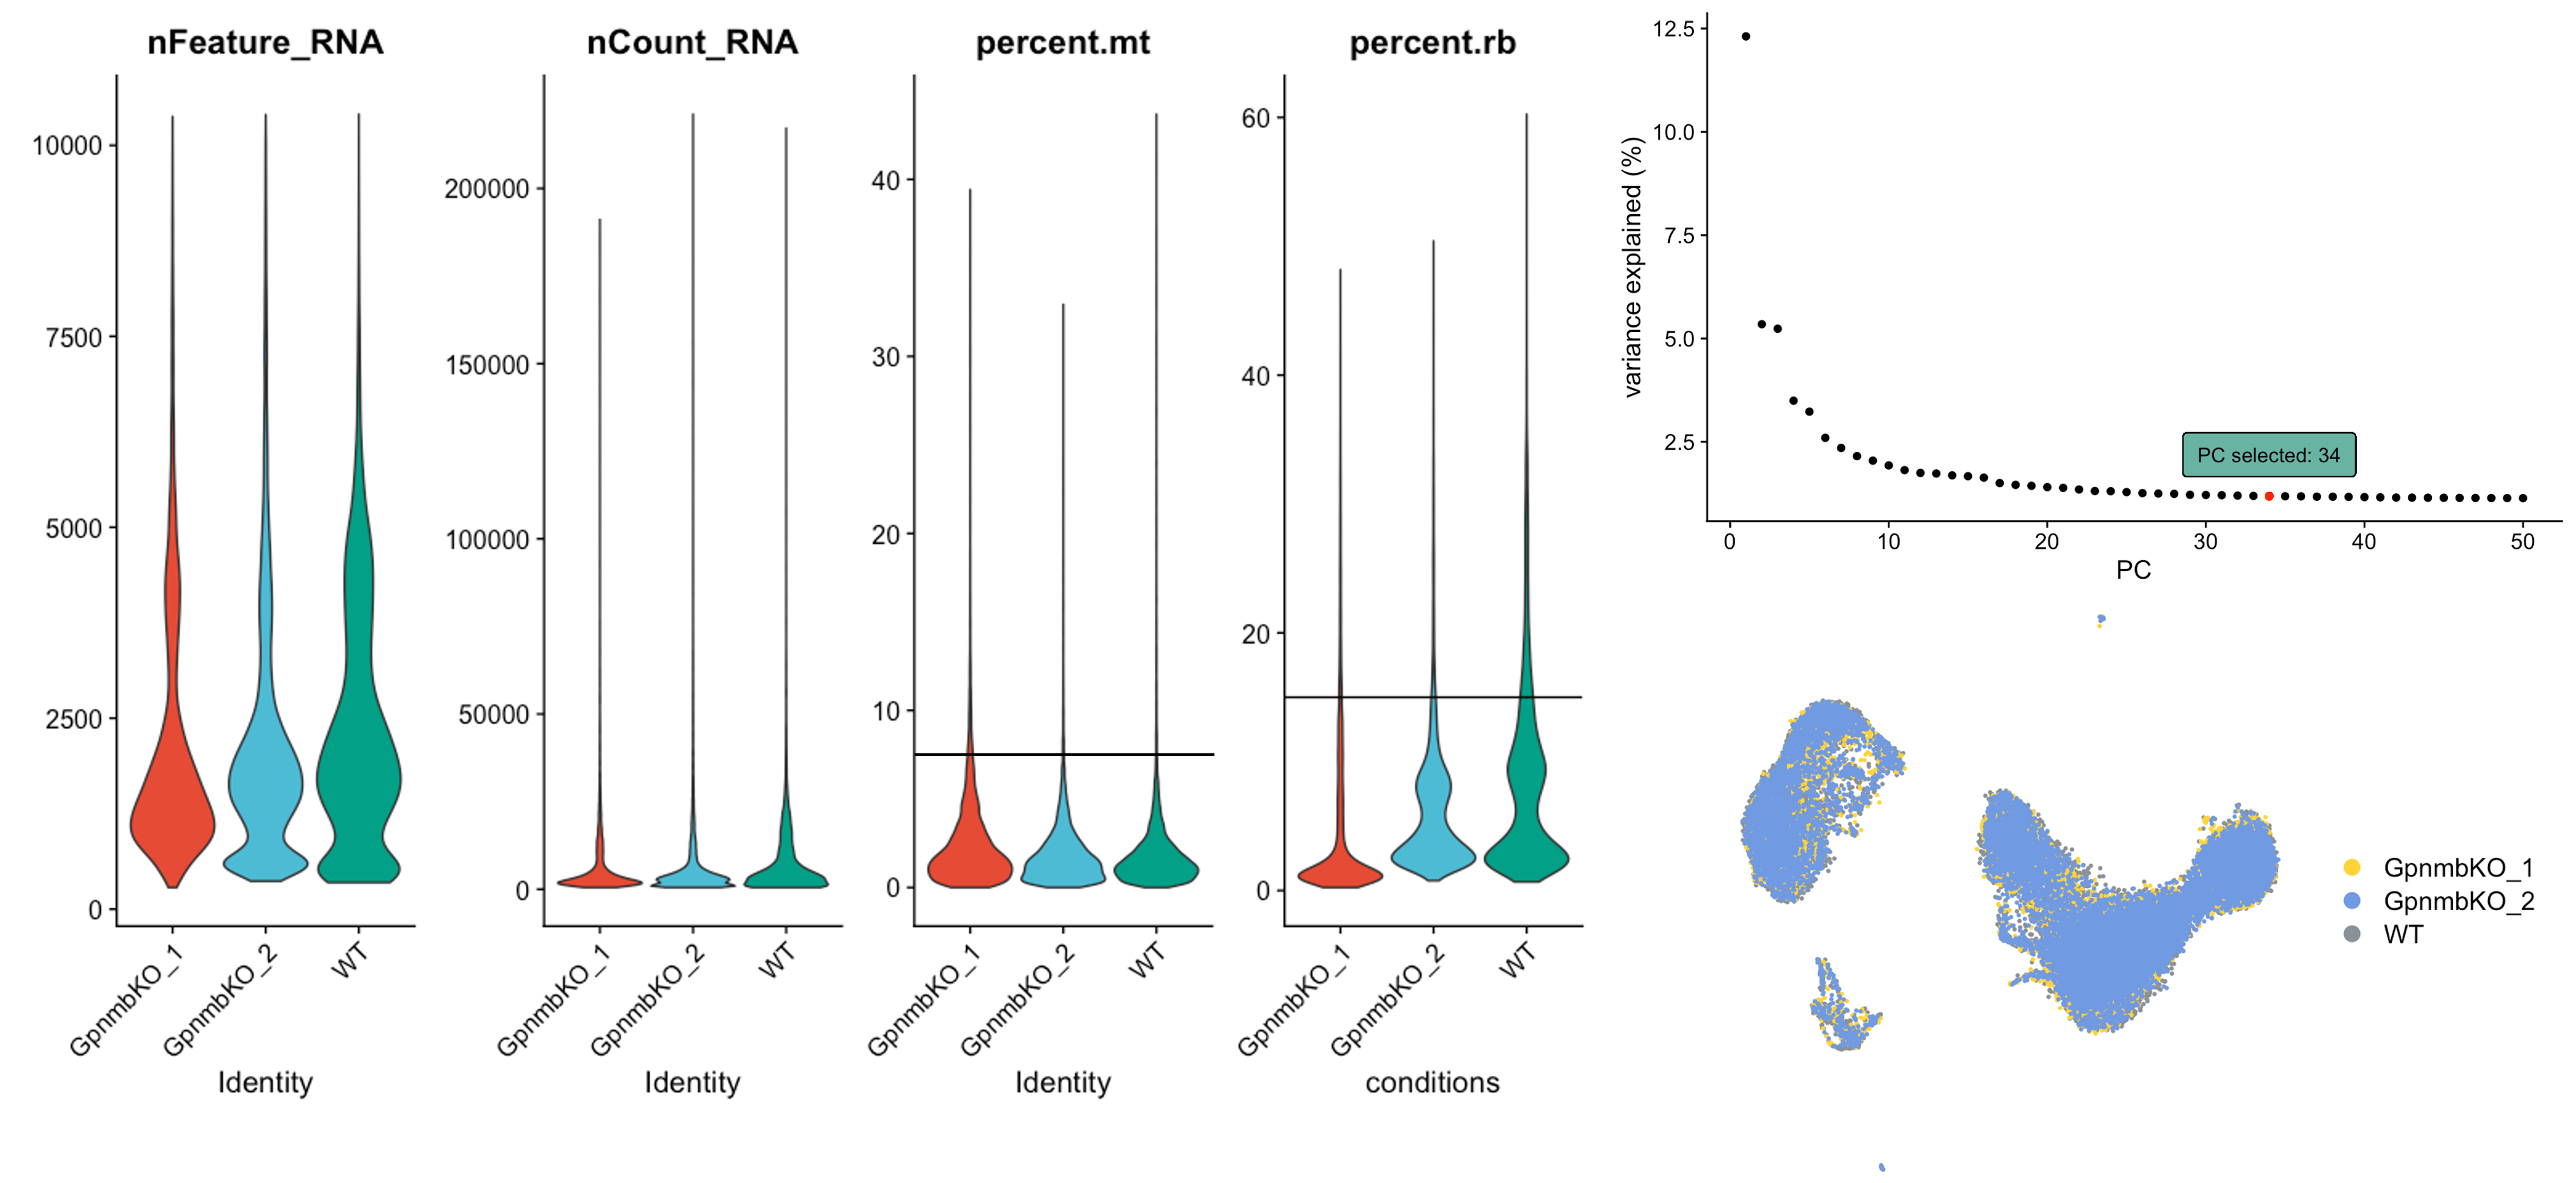 nFeature_RNA
10000
7500
5000
2500
0
GpnmbKO_1
GpnmbKO_2
WT
Identity
nCount_RNA
200000
150000
100000
50000
0
GpnmbKO_1
GpnmbKO_2
WT
Identity
percent.mt
40
30
20
10
0
GpnmbKO_1
GpnmbKO_2
WT
Identity
percent.rb
60
40
20
0
GpnmbKO_1
GpnmbKO_2
WT
conditions
variance explained (%)
12.5
10.0
7.5
5.0
2.5
PC selected: 34
0 10 20 30 40 50
PC
GpnmbKO_1
GpnmbKO_2
WT